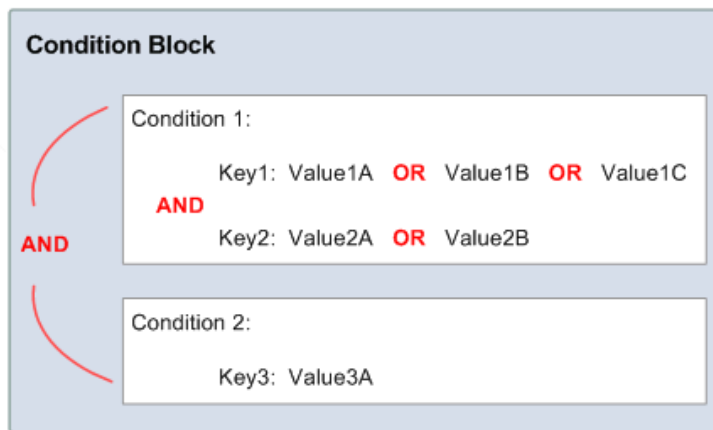 Condition Block
Condition 1:
Key1: Value1A OR Value1B OR Value1C
AND
Key2: Value2A OR Value2B
AND
Condition 2:
Key3: Value3A